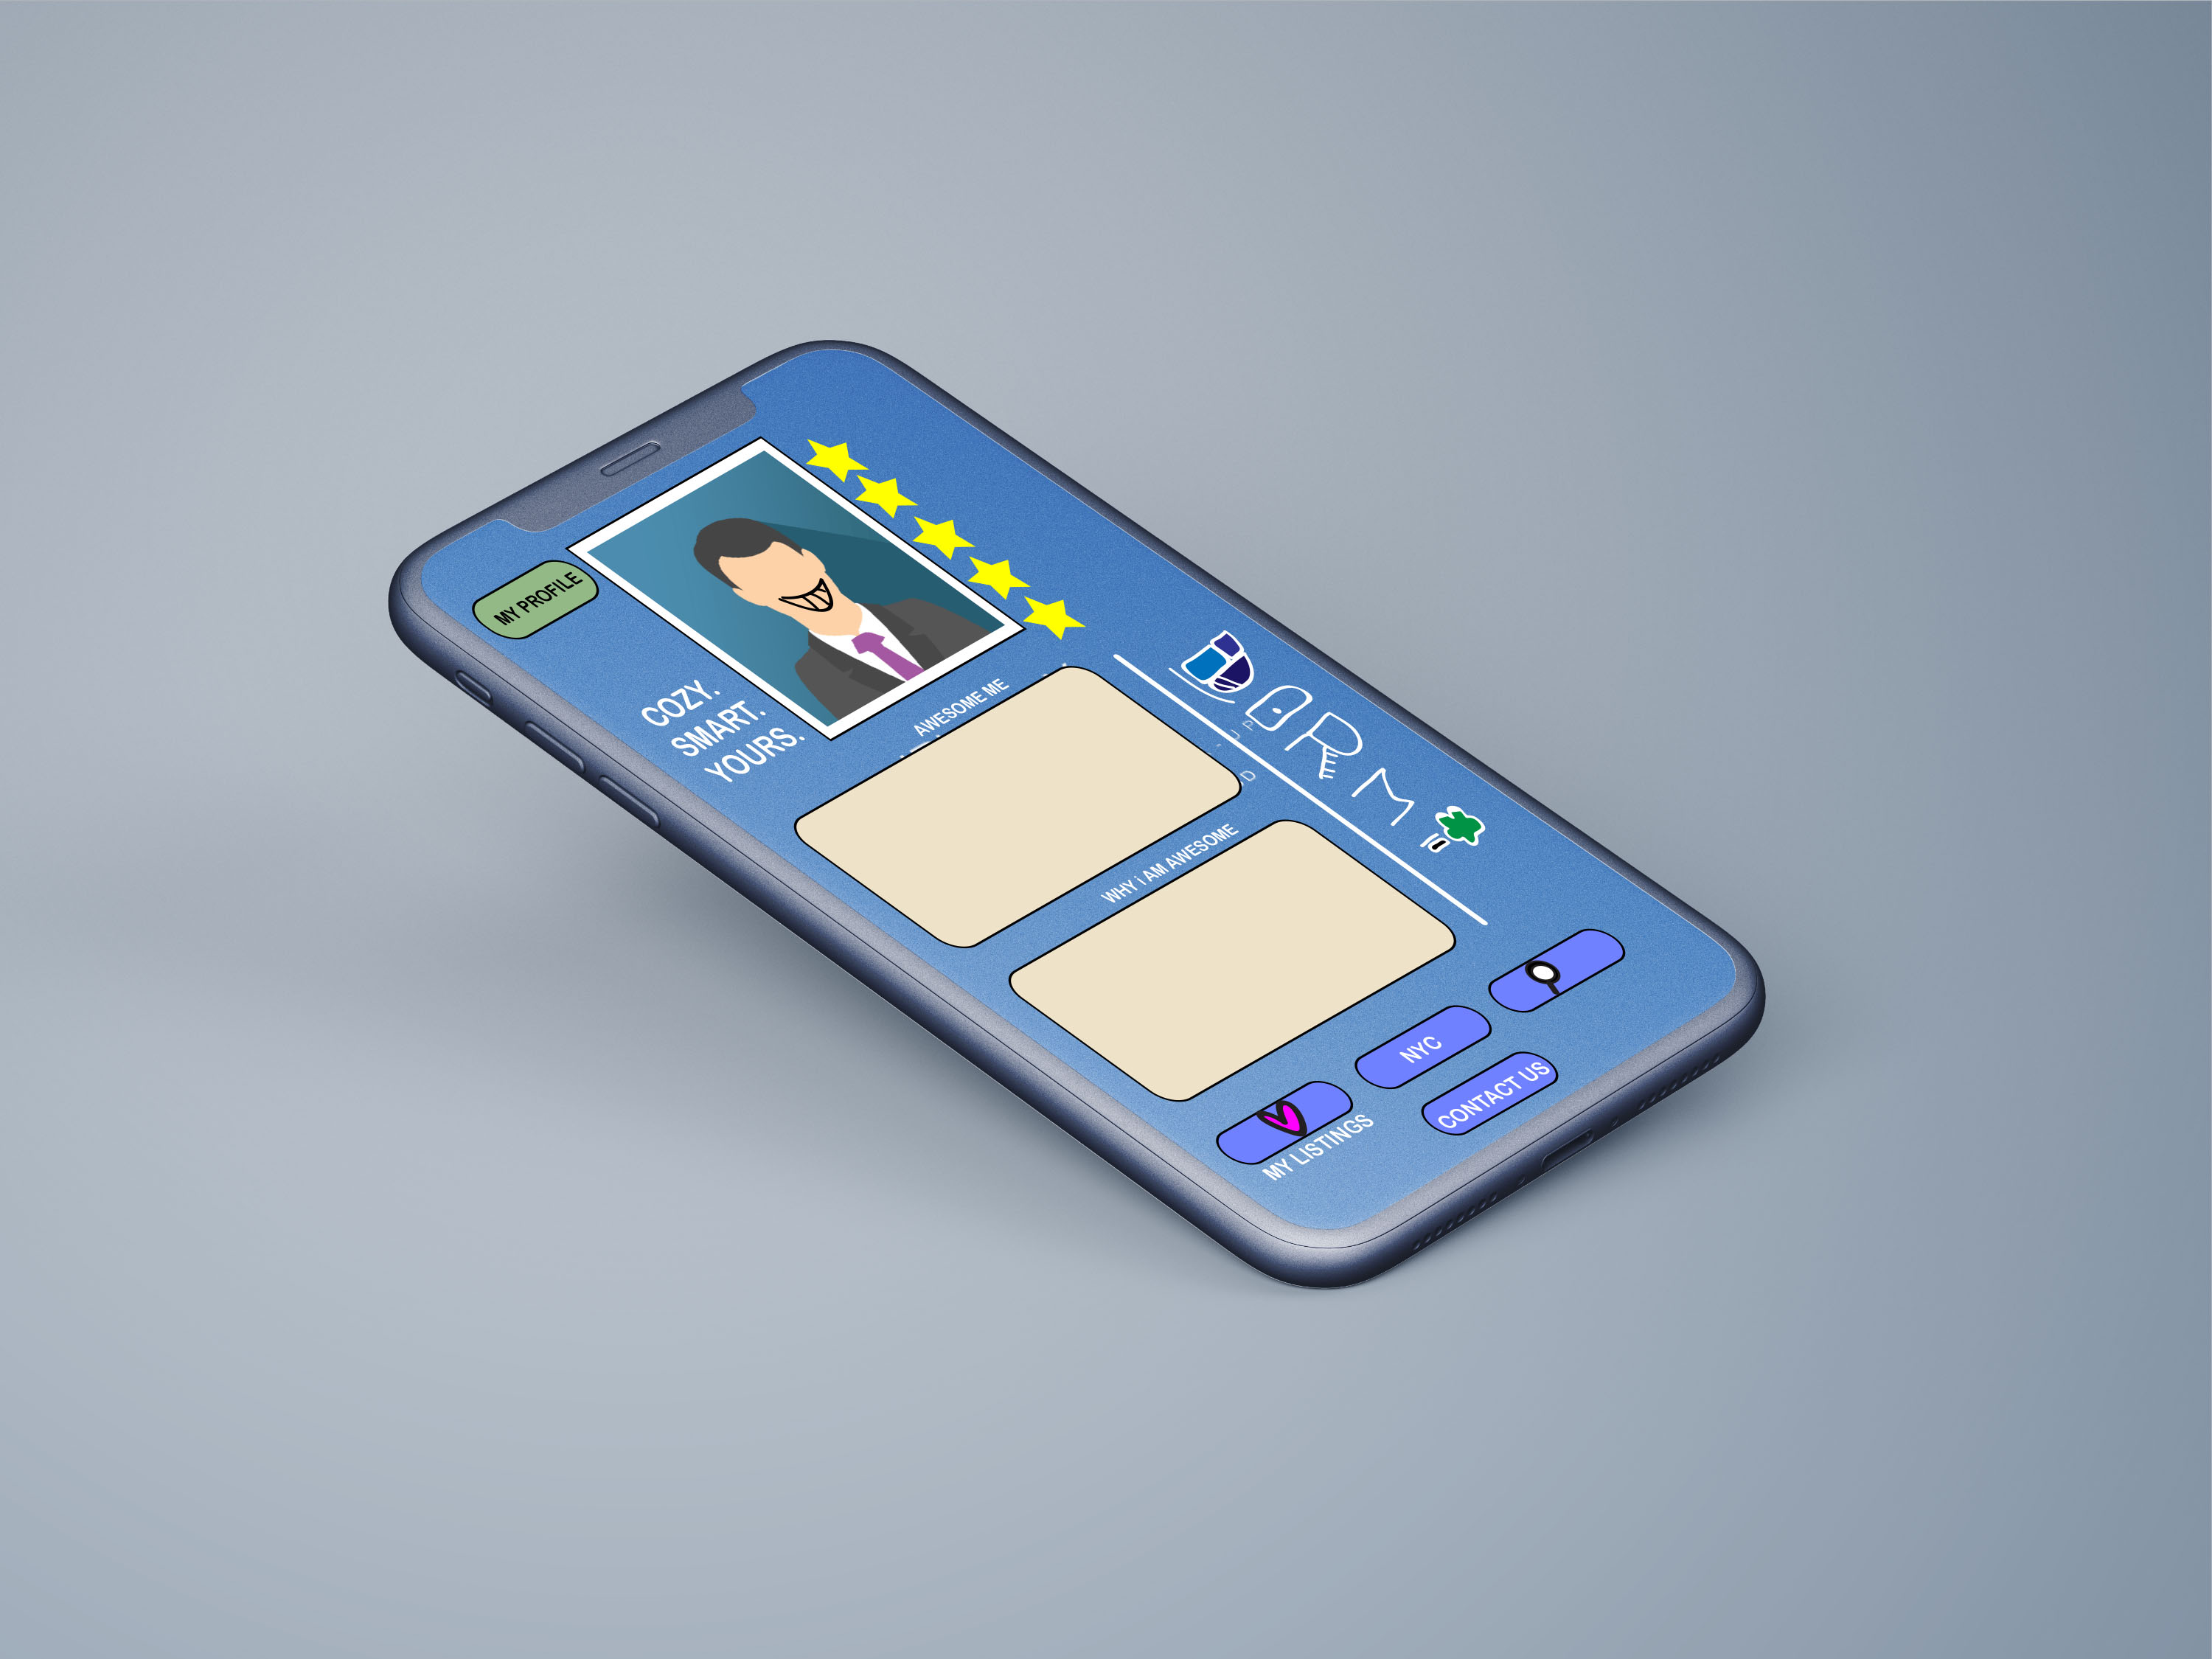 MY PROFILE
COZY.
SMART.
YOURS.
AWESOME ME
DORM
WHY i AM AWESOME
NYC
MY LISTINGS
CONTACT US